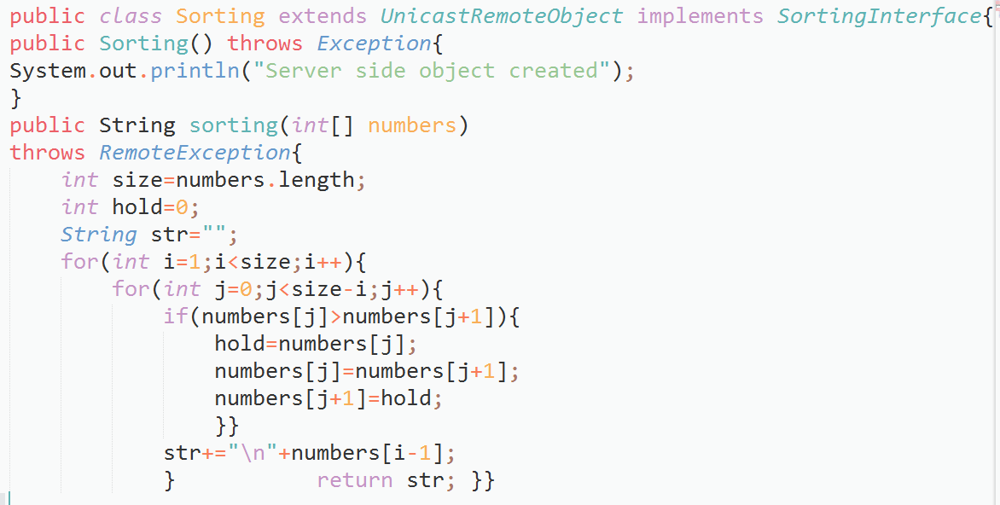 public class Sorting extends UnicastRemoteObject implements SortingInterface{
public Sorting() throws Exception{
System.out.println("Server side object created");
}
public String sorting(int[] numbers)
throws RemoteException{
    int size=numbers.length;
    int hold=0;
    String str="";
    for(int i=1;i<size;i++){
        for(int j=0;j<size-i;j++){
            if(numbers[j]>numbers[j+1]){
                hold=numbers[j];
                numbers[j]=numbers[j+1];
                numbers[j+1]=hold;
                }}
            str+="\n"+numbers[i-1];
            }           return str; }}